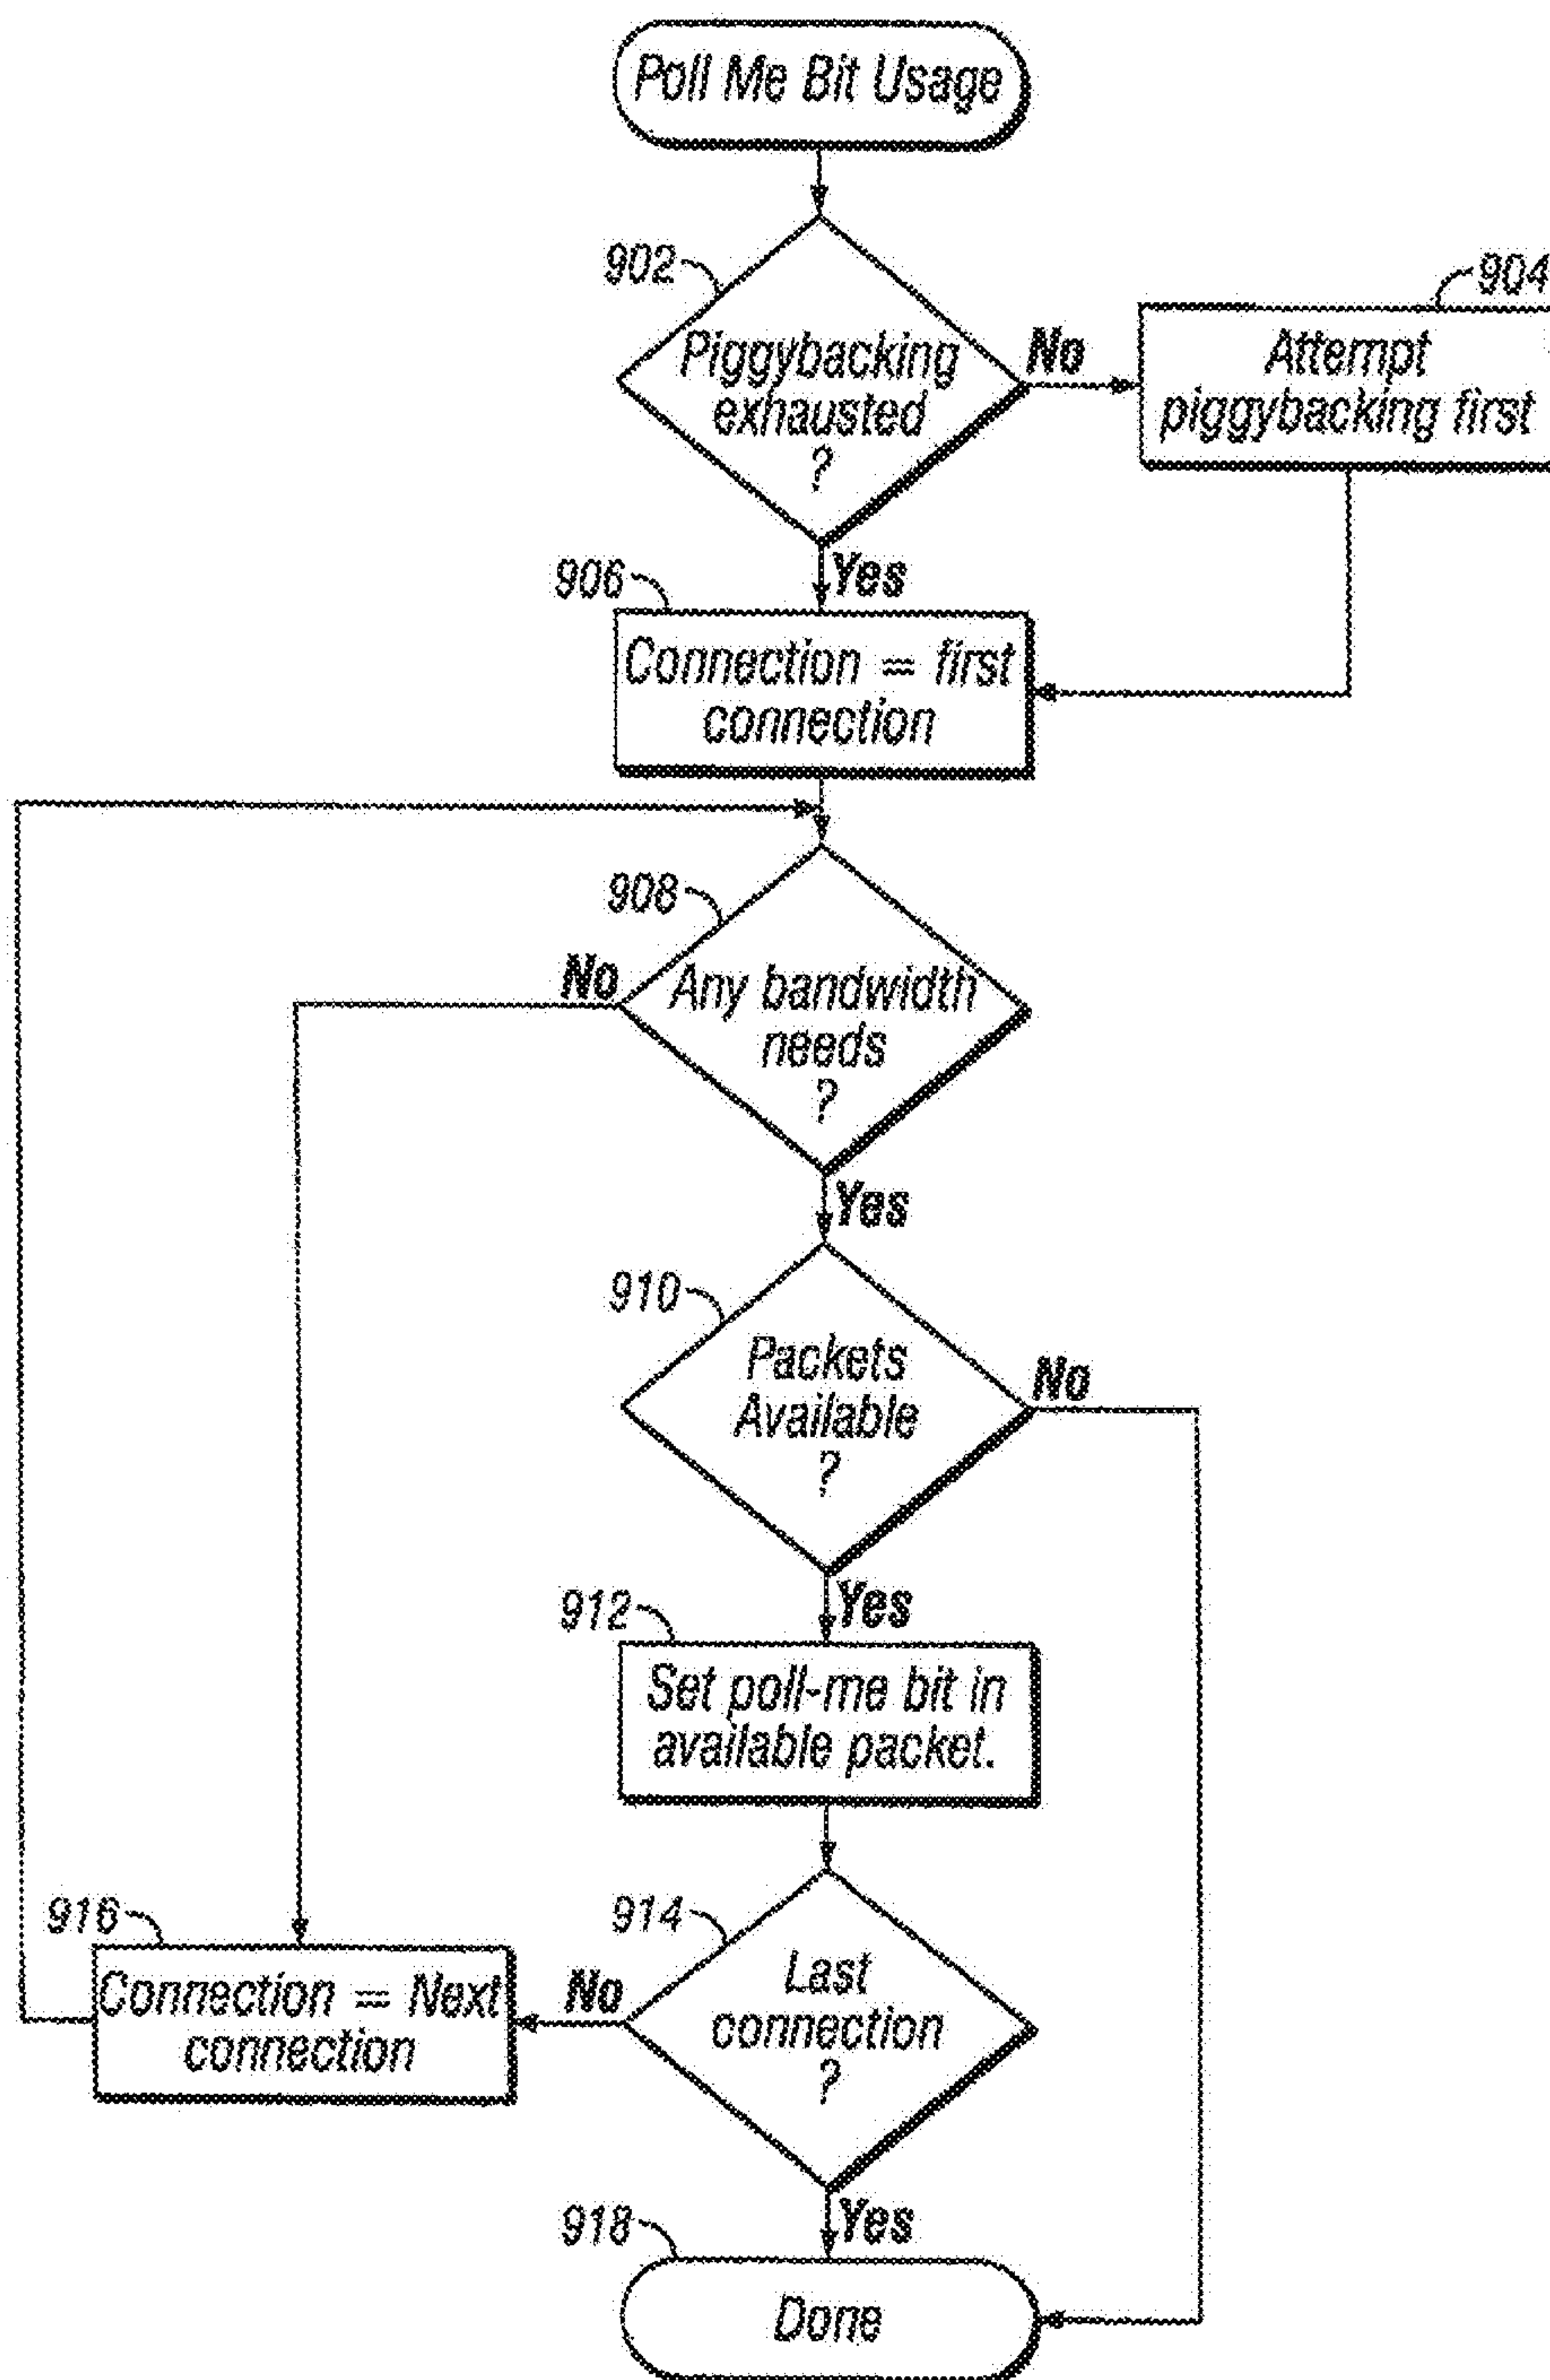 Poll Me Bit Usage
902
Piggybacking
exhausted
?
No
904
Attempt
piggybacking first
Yes
906
Connection = first
connection
908
No
Any bandwidth
needs
?
Yes
910
Packets
Available
?
No
Yes
912
Set poll-me bit in
available packet.
914
Last
connection
?
No
916
Connection = Next
connection
Yes
918
Done